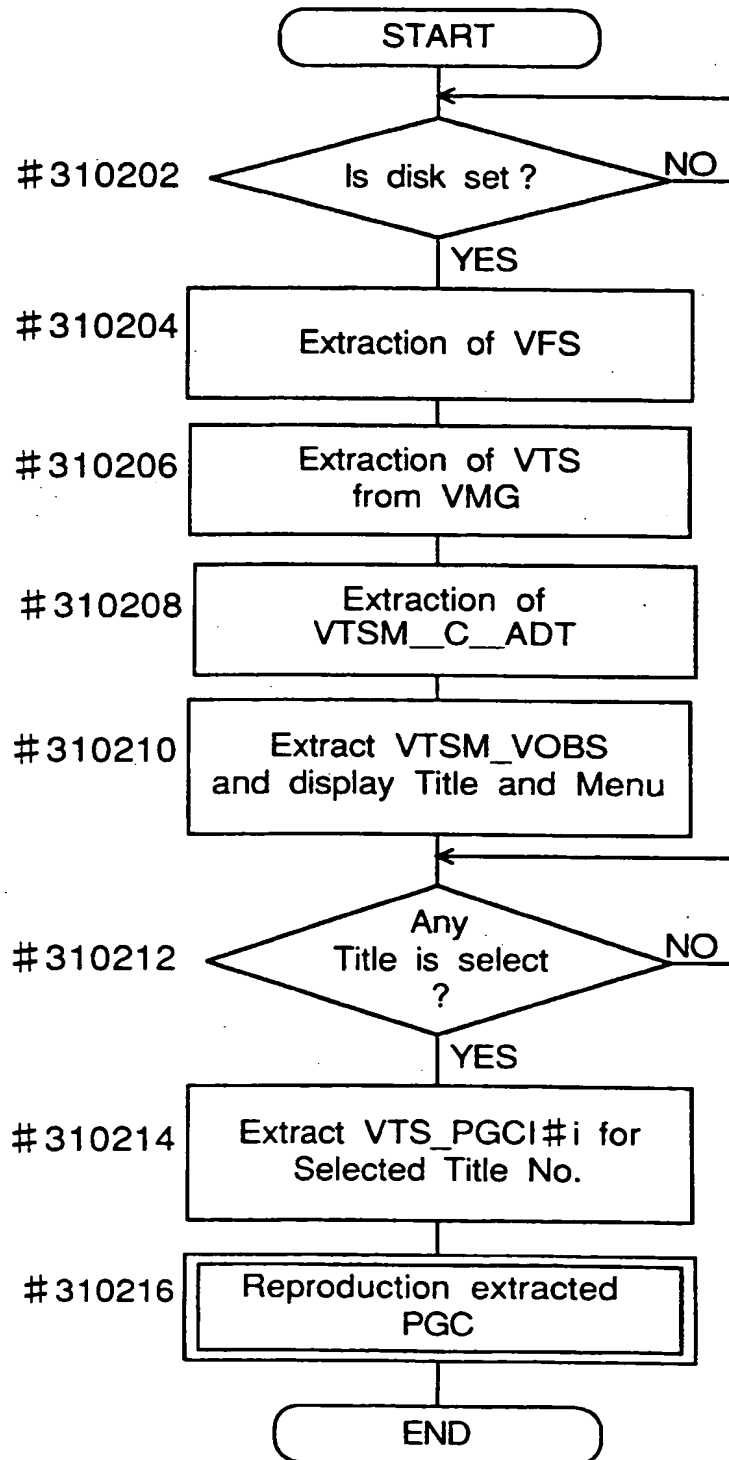 START
#310202
Is disk set ?
NO
YES
#310204
Extraction of VFS
#310206
Extraction of VTS
from VMG
#310208
Extraction of
VTSM__C__ADT
#310210
Extract VTSM_VOBS
and display Title and Menu
#310212
Any
Title is select
?
NO
YES
#310214
Extract VTS_PGCI#i for
Selected Title No.
#310216
Reproduction extracted
PGC
END